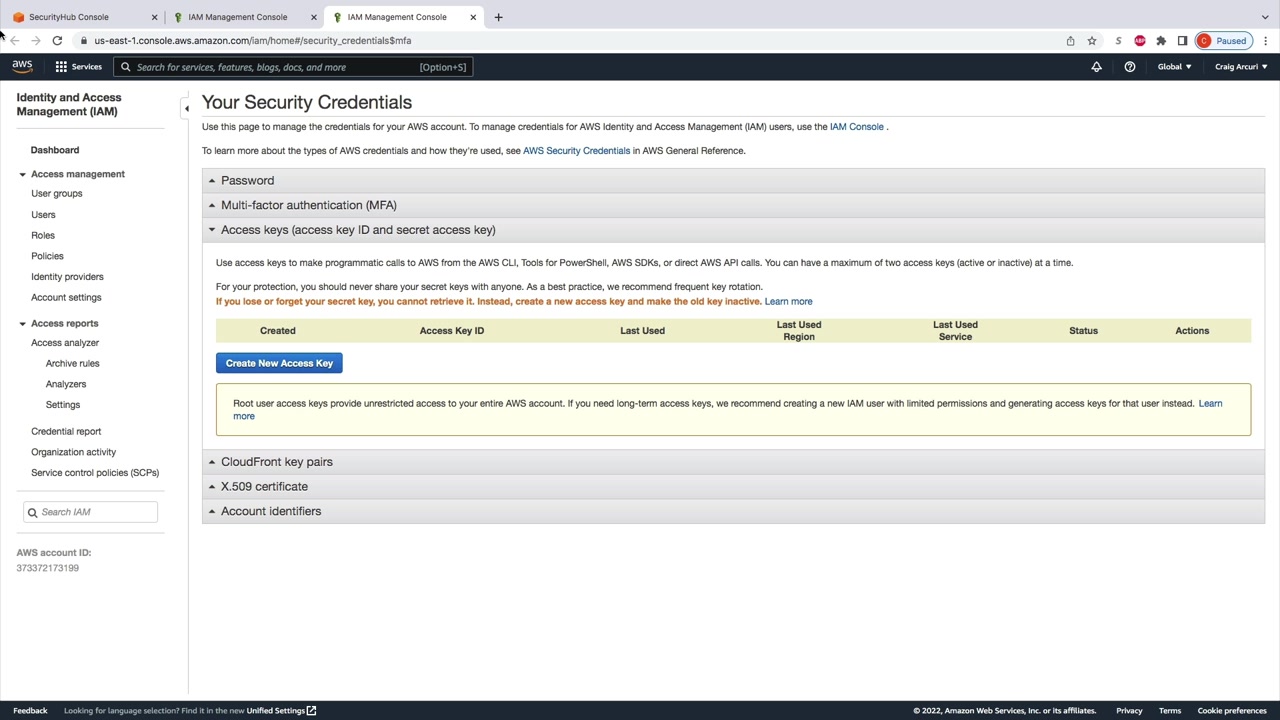 SecurityHub Console
IAM Management Console
IAM Management Console
us-east-1.console.aws.amazon.com/iam/home#/security_credentials$mfa
S
ABP
C Paused
aws
Services
Search for services, features, blogs, docs, and more [Option+S]
Global
Craig Arcuri
Identity and Access
Management (IAM)
Dashboard
Access management
User groups
Users
Roles
Policies
Identity providers
Account settings
Access reports
Access analyzer
Archive rules
Analyzers
Settings
Credential report
Organization activity
Service control policies (SCPs)
Search IAM
AWS account ID:
373372173199
Your Security Credentials
Use this page to manage the credentials for your AWS account. To manage credentials for AWS Identity and Access Management (IAM) users, use the IAM Console .
To learn more about the types of AWS credentials and how they're used, see AWS Security Credentials in AWS General Reference.
Password
Multi-factor authentication (MFA)
Access keys (access key ID and secret access key)
Use access keys to make programmatic calls to AWS from the AWS CLI, Tools for PowerShell, AWS SDKs, or direct AWS API calls. You can have a maximum of two access keys (active or inactive) at a time.
For your protection, you should never share your secret keys with anyone. As a best practice, we recommend frequent key rotation.
If you lose or forget your secret key, you cannot retrieve it. Instead, create a new access key and make the old key inactive. Learn more
Created
Access Key ID
Last Used
Last Used
Region
Last Used
Service
Status
Actions
Create New Access Key
Root user access keys provide unrestricted access to your entire AWS account. If you need long-term access keys, we recommend creating a new IAM user with limited permissions and generating access keys for that user instead. Learn
more
CloudFront key pairs
X.509 certificate
Account identifiers
Feedback
Looking for language selection? Find it in the new Unified Settings
© 2022, Amazon Web Services, Inc. or its affiliates.
Privacy
Terms
Cookie preferences